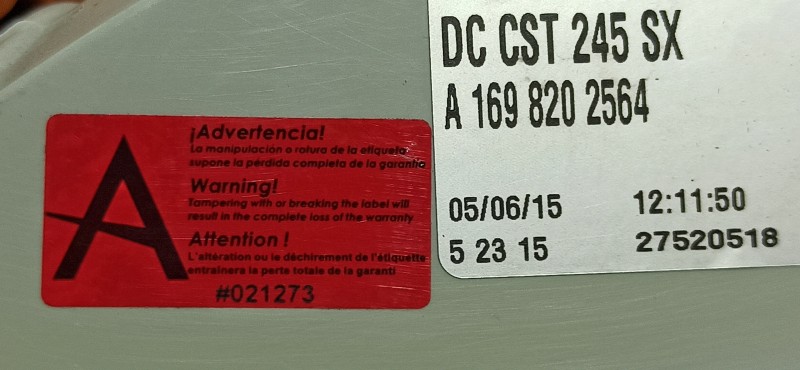 DC CST 245 SX
A 169 820 2564
05/06/15 12:11:50
5 23 15 27520518
A
¡Advertencia!
La manipulación o rotura de la etiqueta
supone la pérdida completa de la garantía
Warning!
Tampering with or breaking the label will
result in the complete loss of the warranty
Attention !
L'altération ou le déchirement de l'étiquette
entraînera la perte totale de la garanti
#021273